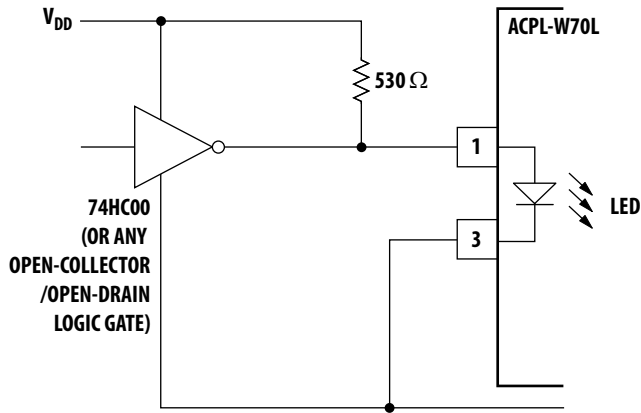 VDD
ACPL-W70L
530 Ω
1
74HC00
(OR ANY
OPEN-COLLECTOR
/OPEN-DRAIN
LOGIC GATE)
3
LED